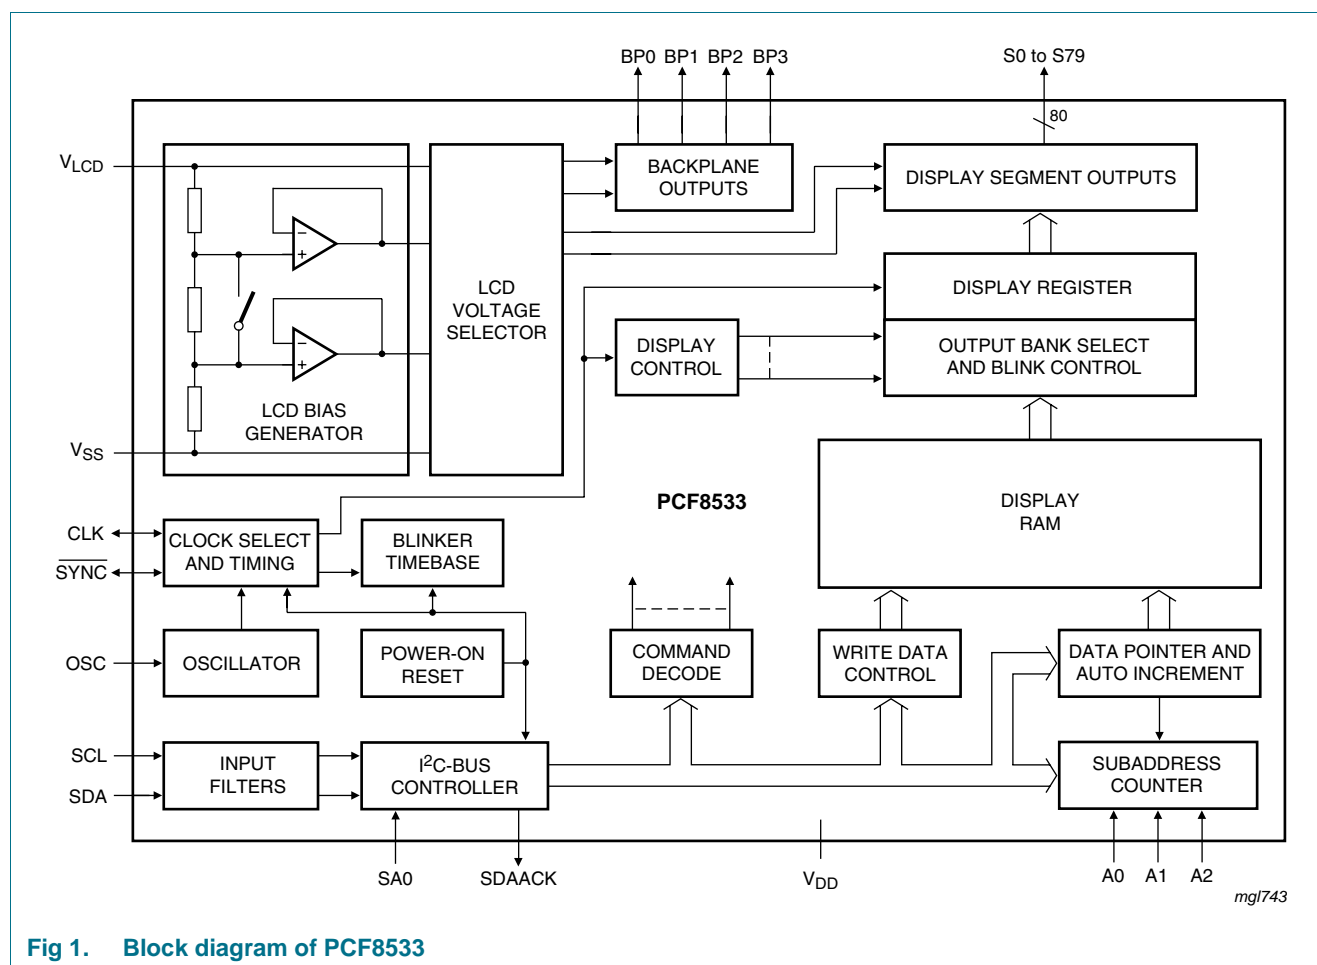 BP0 BP1 BP2 BP3
S0 to S79
80
VLCD
BACKPLANE
OUTPUTS
DISPLAY SEGMENT OUTPUTS
−
+
LCD
VOLTAGE
SELECTOR
DISPLAY REGISTER
−
+
DISPLAY
CONTROL
OUTPUT BANK SELECT
AND BLINK CONTROL
LCD BIAS
GENERATOR
VSS
PCF8533
DISPLAY
RAM
CLK
SYNC
CLOCK SELECT
AND TIMING
BLINKER
TIMEBASE
OSC
OSCILLATOR
POWER-ON
RESET
COMMAND
DECODE
WRITE DATA
CONTROL
DATA POINTER AND
AUTO INCREMENT
SCL
SDA
INPUT
FILTERS
I2C-BUS
CONTROLLER
SUBADDRESS
COUNTER
SA0
SDAACK
VDD
A0 A1 A2
mgl743
Fig 1. Block diagram of PCF8533